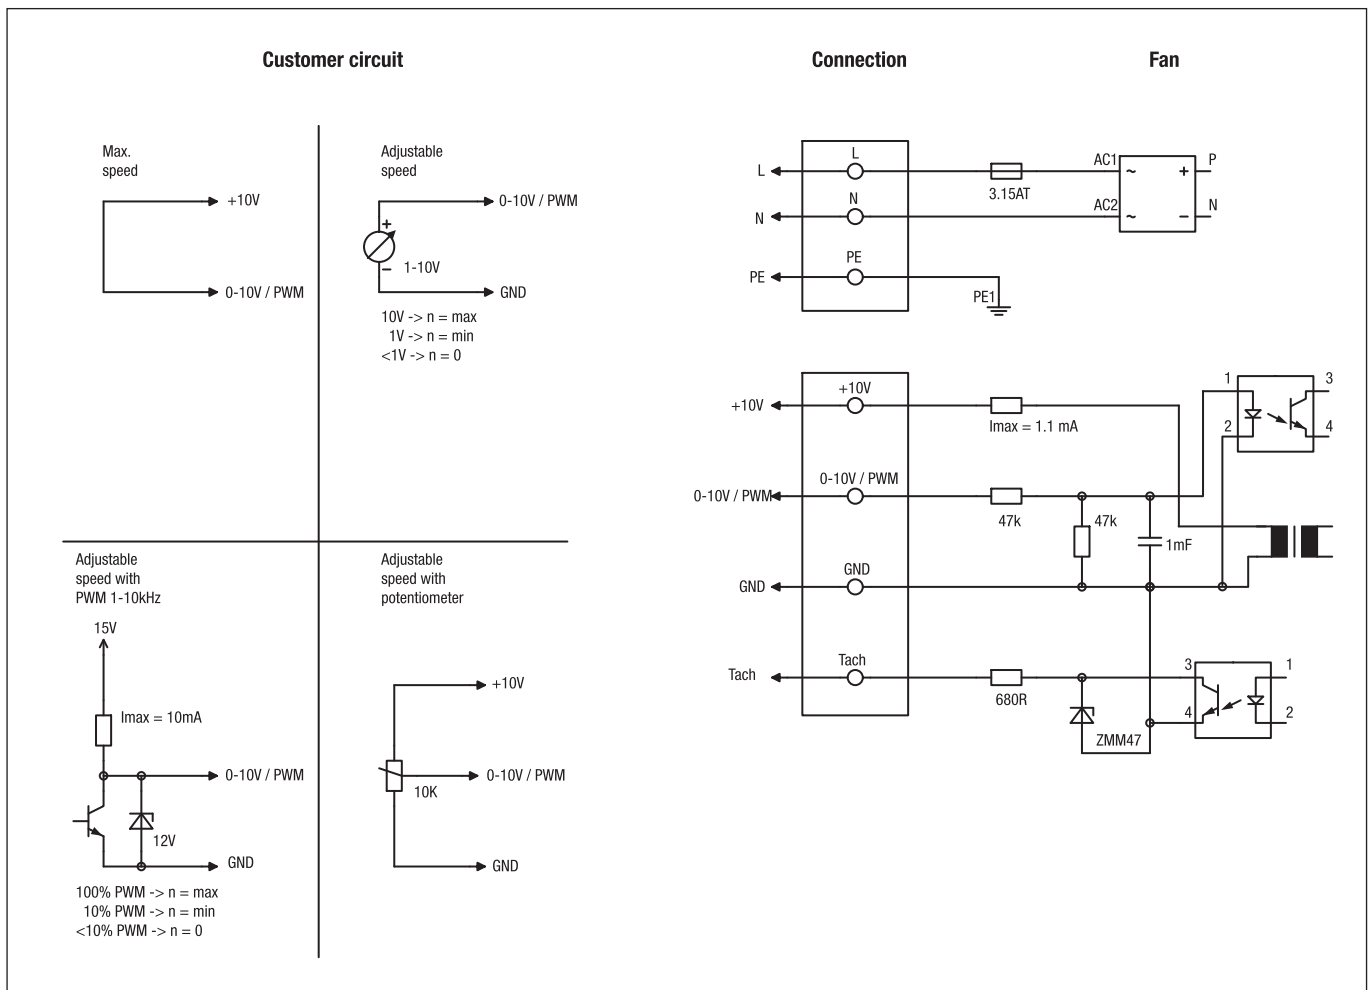 Customer circuit
Connection
Fan
Max.
speed
+10V
0-10V / PWM
Adjustable
speed
0-10V / PWM
+
−
1-10V
GND
10V -> n = max
1V -> n = min
<1V -> n = 0
Adjustable
speed with
PWM 1-10kHz
15V
Imax = 10mA
0-10V / PWM
12V
GND
100% PWM -> n = max
10% PWM -> n = min
<10% PWM -> n = 0
Adjustable
speed with
potentiometer
+10V
0-10V / PWM
10K
GND
L
L
3.15AT
AC1
~
+
P
N
N
AC2
~
−
N
PE
PE
PE1
+10V
+10V
Imax = 1.1 mA
1
3
2
4
0-10V / PWM
0-10V / PWM
47k
47k
1mF
GND
GND
Tach
Tach
680R
ZMM47
3
1
4
2